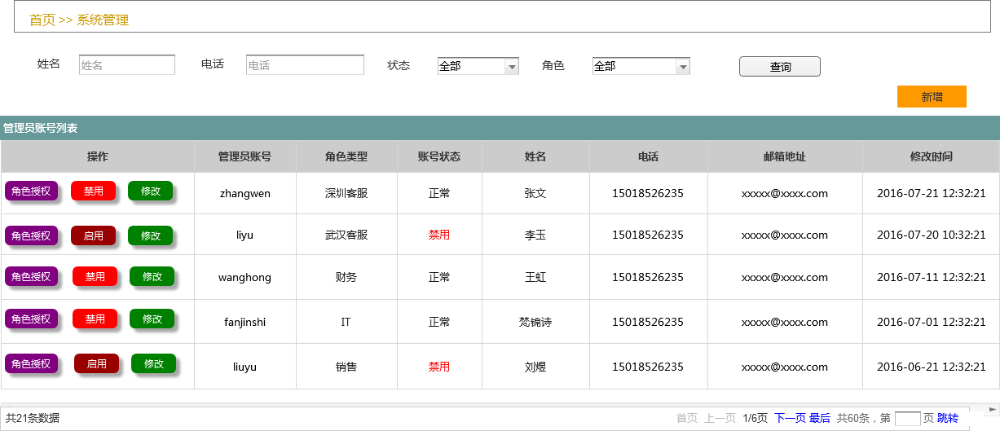 首页 >> 系统管理
姓名 姓名 电话 电话 状态 全部 角色 全部 查询
新增
管理员账号列表
操作 管理员账号 角色类型 账号状态 姓名 电话 邮箱地址 修改时间
角色授权 禁用 修改 zhangwen 深圳客服 正常 张文 15018526235 xxxxx@xxxx.com 2016-07-21 12:32:21
角色授权 启用 修改 liyu 武汉客服 禁用 李玉 15018526235 xxxxx@xxxx.com 2016-07-20 10:32:21
角色授权 禁用 修改 wanghong 财务 正常 王虹 15018526235 xxxxx@xxxx.com 2016-07-11 12:32:21
角色授权 禁用 修改 fanjinshi IT 正常 梵锦诗 15018526235 xxxxx@xxxx.com 2016-07-01 12:32:21
角色授权 启用 修改 liuyu 销售 禁用 刘煜 15018526235 xxxxx@xxxx.com 2016-06-21 12:32:21
共21条数据 首页 上一页 1/6页 下一页 最后 共60条，第 页 跳转